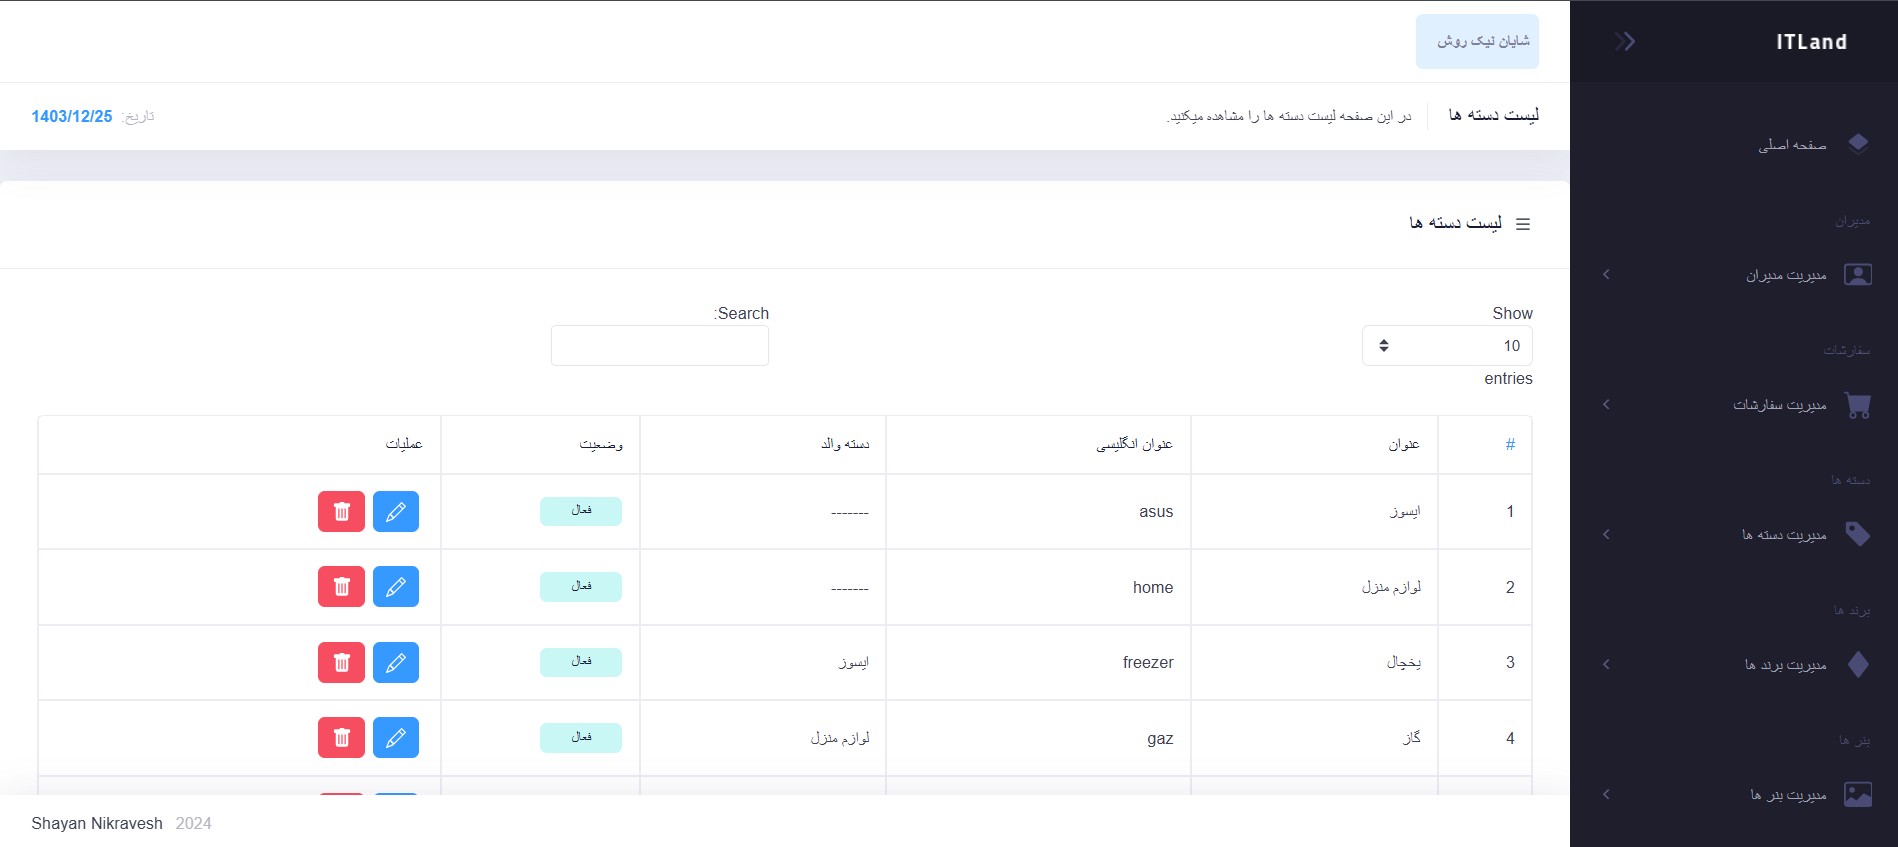 ITLand
صفحه اصلی
مدیران
مدیریت مدیران
سفارشات
مدیریت سفارشات
دسته ها
مدیریت دسته ها
برند ها
مدیریت برند ها
بنر ها
مدیریت بنر ها
شایان نیک روش
لیست دسته ها
در این صفحه لیست دسته ها را مشاهده میکنید.
تاریخ: 1403/12/25
لیست دسته ها
Show
10
entries
Search:
# عنوان عنوان انگلیسی دسته والد وضعیت عملیات
1 ایسوز asus ------- فعال
2 لوازم منزل home ------- فعال
3 یخچال freezer ایسوز فعال
4 گاز gaz لوازم منزل فعال
Shayan Nikravesh 2024